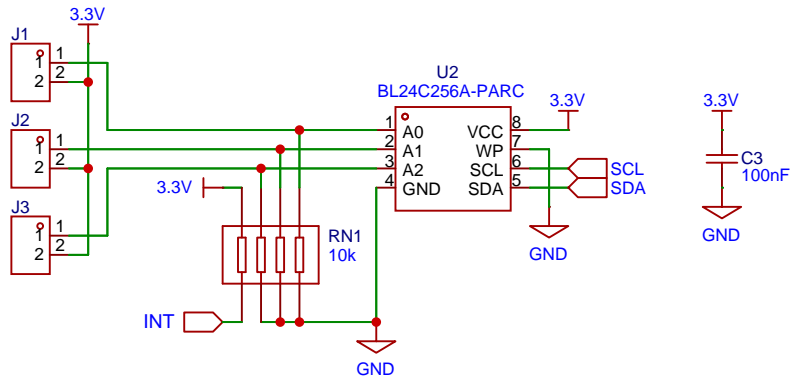 3.3V
J1
1
1
2
2
J2
1
1
2
2
J3
1
1
2
2
3.3V
RN1
10k
INT
GND
U2
BL24C256A-PARC
1
A0
2
A1
3
A2
4
GND
VCC
8
WP
7
SCL
6
SDA
5
3.3V
SCL
SDA
GND
3.3V
C3
100nF
GND